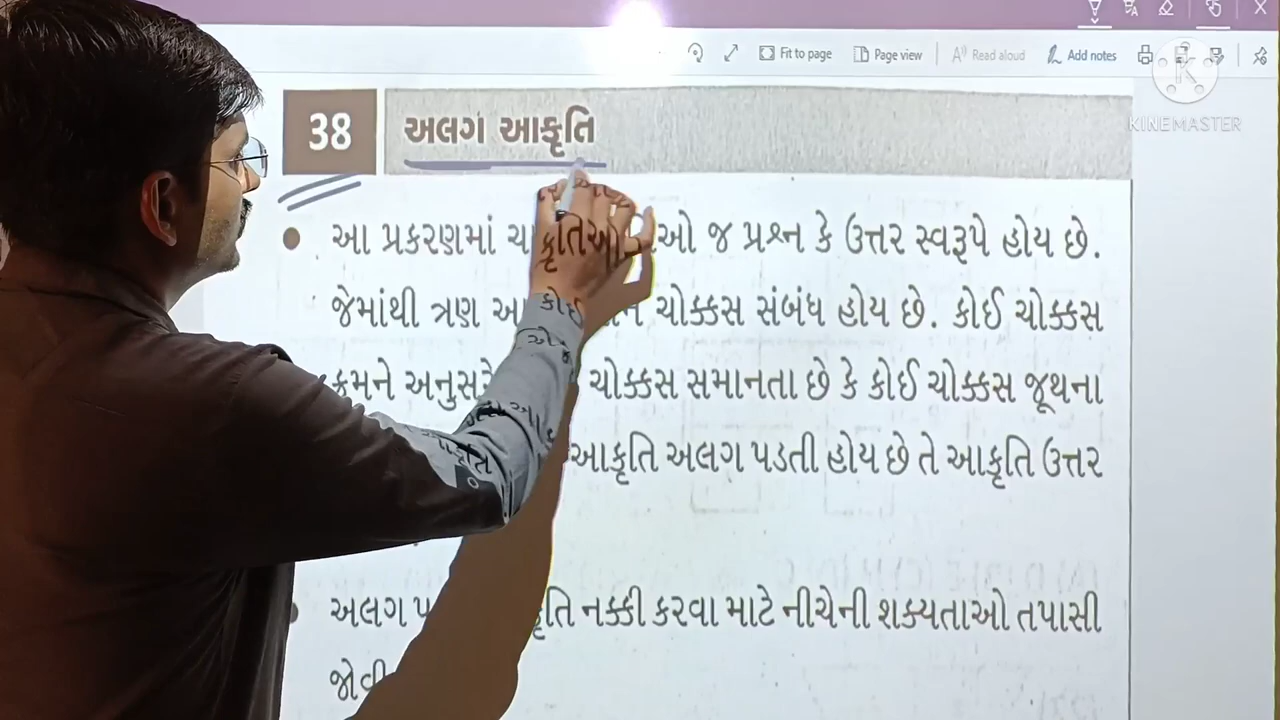 Fit to page Page view Read aloud Add notes
KINEMASTER
38 અલગ આકૃતિ
આ પ્રકરણમાં ઓ જ પ્રશ્ન કે ઉત્તર સ્વરૂપે હોય છે.
જેમાંથી ત્રણ ચોક્કસ સંબંધ હોય છે. કોઈ ચોક્કસ
ક્રમને ચોક્કસ સમાનતા છે કે કોઈ ચોક્કસ જૂથના
આકૃતિ અલગ પડતી હોય છે તે આકૃતિ ઉત્તર
અલગ નક્કી કરવા માટે નીચેની શક્યતાઓ તપાસી